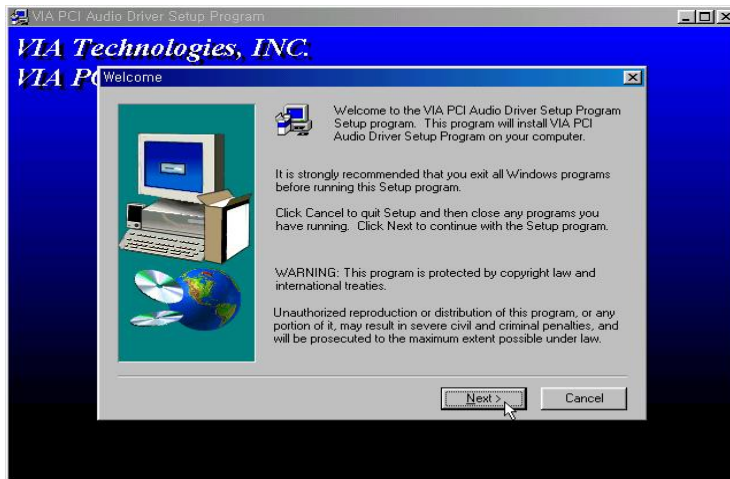 VIA PCI Audio Driver Setup Program
VIA Technologies, INC.
VIA PC
Welcome
Welcome to the VIA PCI Audio Driver Setup Program
Setup program. This program will install VIA PCI
Audio Driver Setup Program on your computer.
It is strongly recommended that you exit all Windows programs
before running this Setup program.
Click Cancel to quit Setup and then close any programs you
have running. Click Next to continue with the Setup program.
WARNING: This program is protected by copyright law and
international treaties.
Unauthorized reproduction or distribution of this program, or any
portion of it, may result in severe civil and criminal penalties, and
will be prosecuted to the maximum extent possible under law.
Next >
Cancel